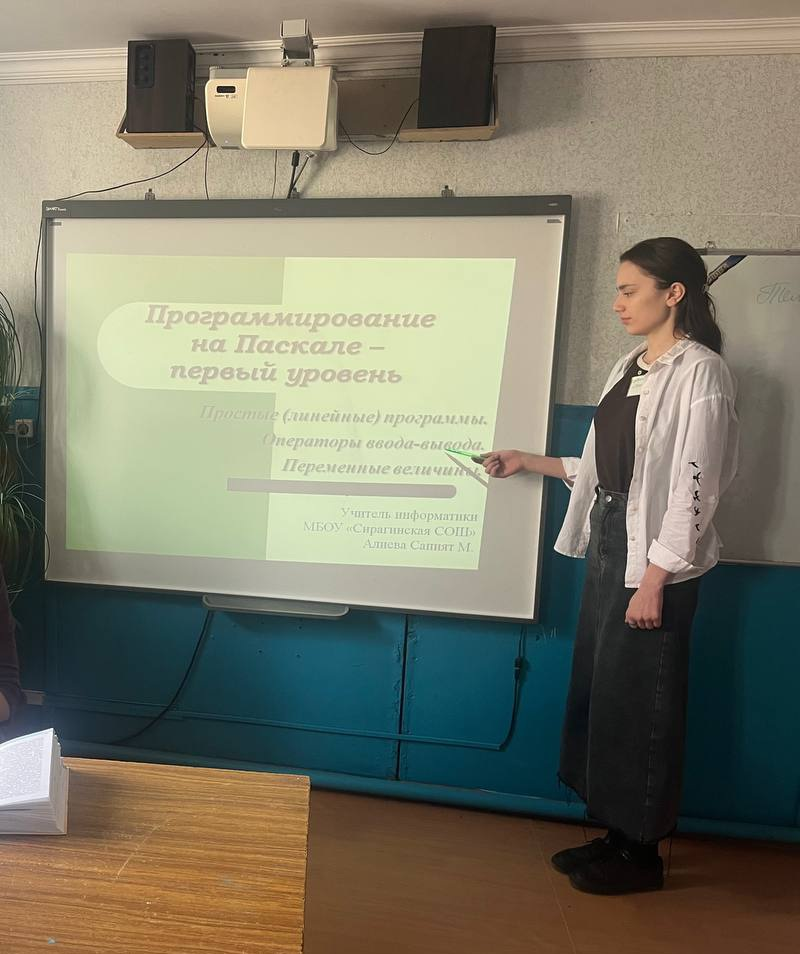 Программирование
на Паскале –
первый уровень
Простые (линейные) программы.
Операторы ввода-вывода.
Переменные величины.
Учитель информатики
МБОУ «Сирагинская СОШ»
Алиева Сапият М.